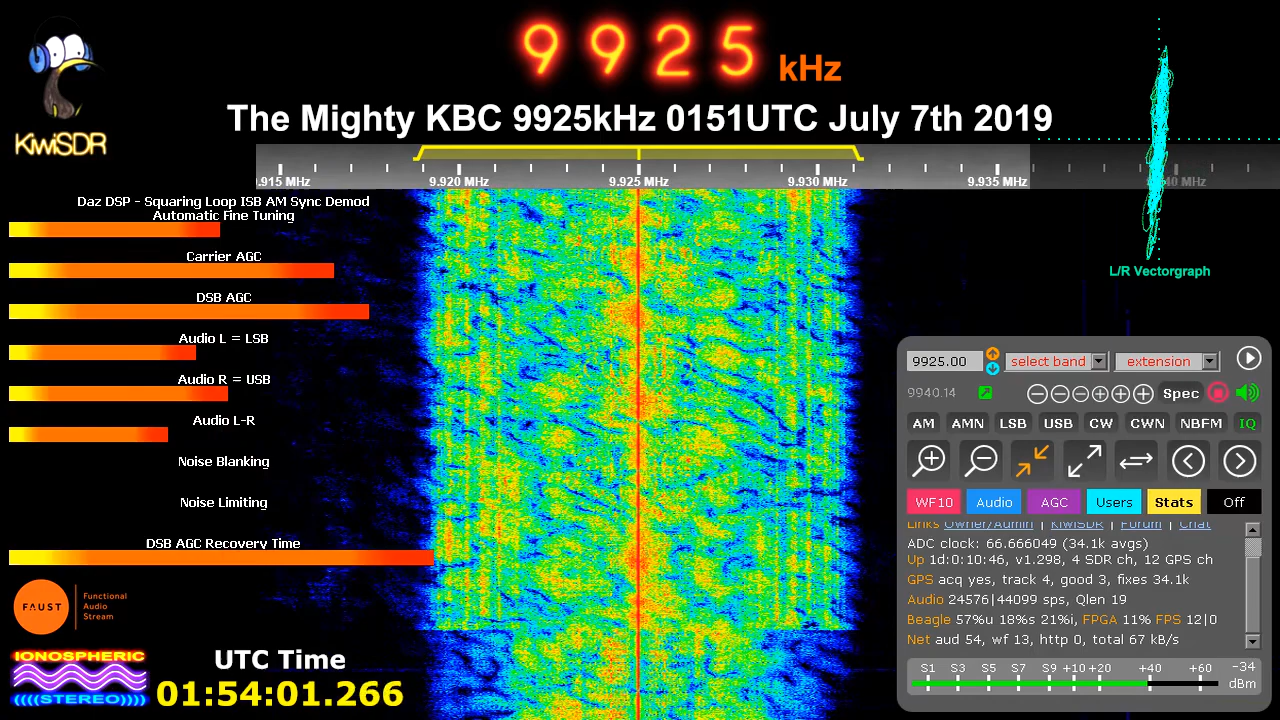 9925 kHz
The Mighty KBC 9925kHz 0151UTC July 7th 2019
KiwiSDR
.915 MHz 9.920 MHz 9.925 MHz 9.930 MHz 9.935 MHz
Daz DSP - Squaring Loop ISB AM Sync Demod
Automatic Fine Tuning
Carrier AGC
DSB AGC
Audio L = LSB
Audio R = USB
Audio L-R
Noise Blanking
Noise Limiting
DSB AGC Recovery Time
FAUST
Functional
Audio
Stream
IONOSPHERIC
((((STEREO))))
UTC Time
01:54:01.266
L/R Vectorgraph
9925.00 select band extension
9940.14 Spec
AM AMN LSB USB CW CWN NBFM IQ
WF10 Audio AGC Users Stats Off
Links Owner/Admin | KiwiSDR | Forum | Chat
ADC clock: 66.666049 (34.1k avgs)
Up 1d:0:10:46, v1.298, 4 SDR ch, 12 GPS ch
GPS acq yes, track 4, good 3, fixes 34.1k
Audio 24576|44099 sps, Qlen 19
Beagle 57%u 18%s 21%i, FPGA 11% FPS 12|0
Net aud 54, wf 13, http 0, total 67 kB/s
S1 S3 S5 S7 S9 +10 +20 +40 +60 -34
dBm